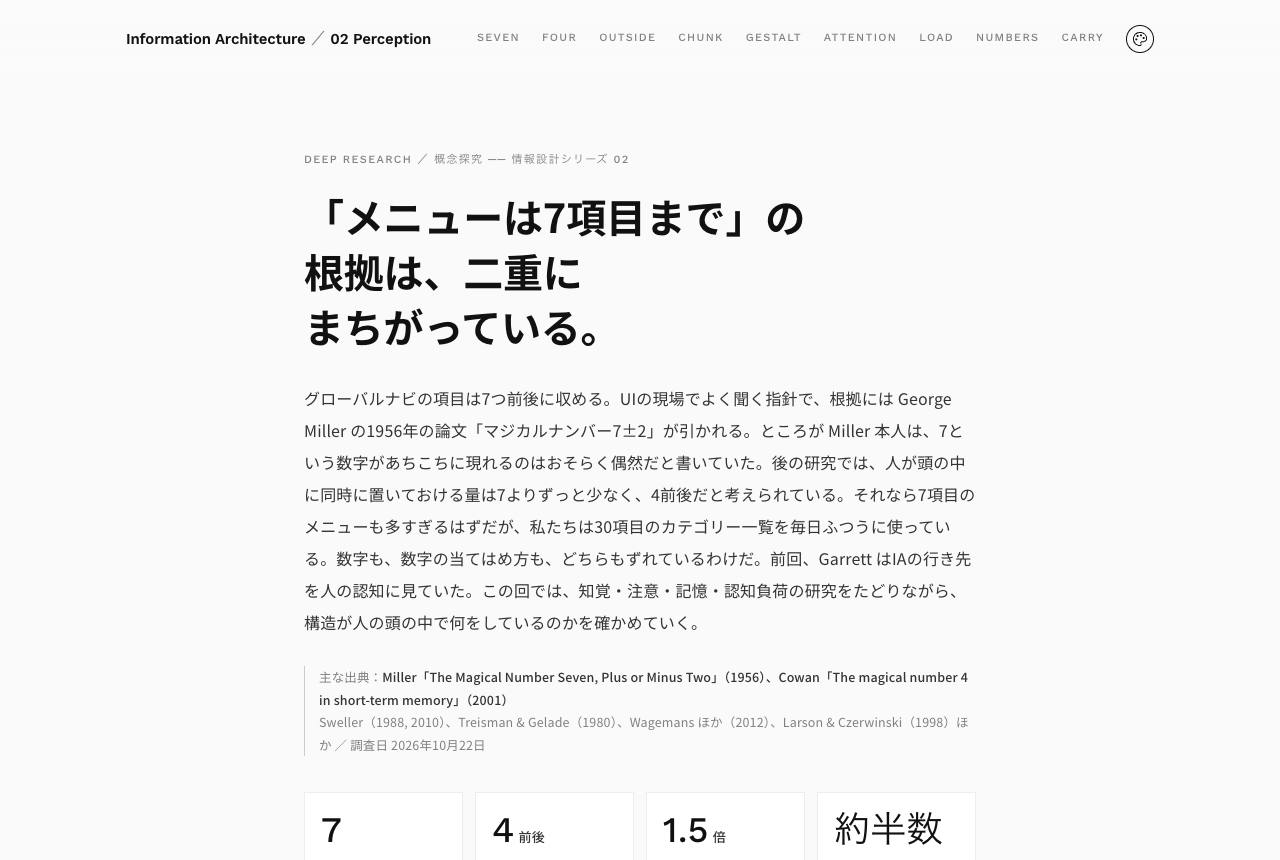 Information Architecture ／ 02 Perception
SEVEN
FOUR
OUTSIDE
CHUNK
GESTALT
ATTENTION
LOAD
NUMBERS
CARRY
DEEP RESEARCH ／ 概念探究 —— 情報設計シリーズ 02
「メニューは7項目まで」の
根拠は、二重に
まちがっている。
グローバルナビの項目は7つ前後に収める。UIの現場でよく聞く指針で、根拠には George
Miller の1956年の論文「マジカルナンバー7±2」が引かれる。ところが Miller 本人は、7と
いう数字があちこちに現れるのはおそらく偶然だと書いていた。後の研究では、人が頭の中
に同時に置いておける量は7よりずっと少なく、4前後だと考えられている。それなら7項目の
メニューも多すぎるはずだが、私たちは30項目のカテゴリー一覧を毎日ふつうに使ってい
る。数字も、数字の当てはめ方も、どちらもずれているわけだ。前回、Garrett はIAの行き先
を人の認知に見ていた。この回では、知覚・注意・記憶・認知負荷の研究をたどりながら、
構造が人の頭の中で何をしているのかを確かめていく。
主な出典：Miller「The Magical Number Seven, Plus or Minus Two」（1956）、Cowan「The magical number 4
in short-term memory」（2001）
Sweller（1988, 2010）、Treisman & Gelade（1980）、Wagemans ほか（2012）、Larson & Czerwinski（1998）ほ
か ／ 調査日 2026年10月22日
7
4 前後
1.5 倍
約半数